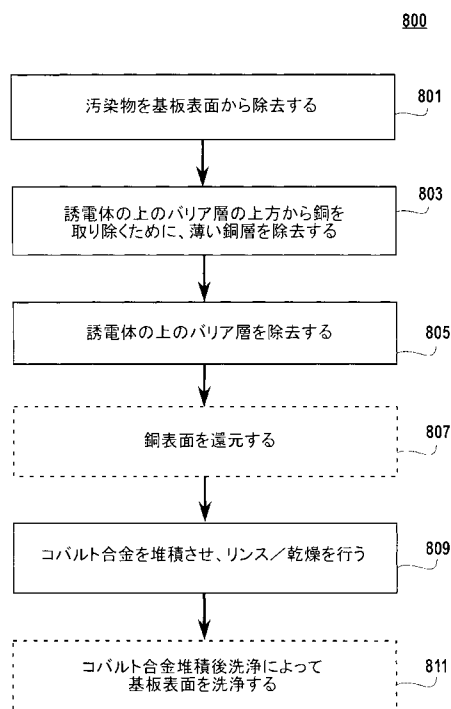 800
汚染物を基板表面から除去する
801
誘電体の上のバリア層の上方から銅を
取り除くために、薄い銅層を除去する
803
誘電体の上のバリア層を除去する
805
銅表面を還元する
807
コバルト合金を堆積させ、リンス／乾燥を行う
809
コバルト合金堆積後洗浄によって
基板表面を洗浄する
811